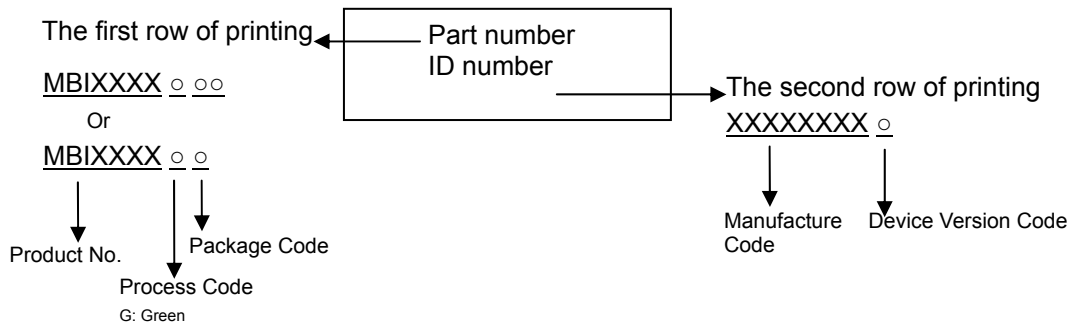 The first row of printing
MBIXXXX ○ ○○
Or
MBIXXXX ○ ○
Product No.
Package Code
Process Code
G: Green
Part number
ID number
The second row of printing
XXXXXXXX ○
Manufacture
Code
Device Version Code